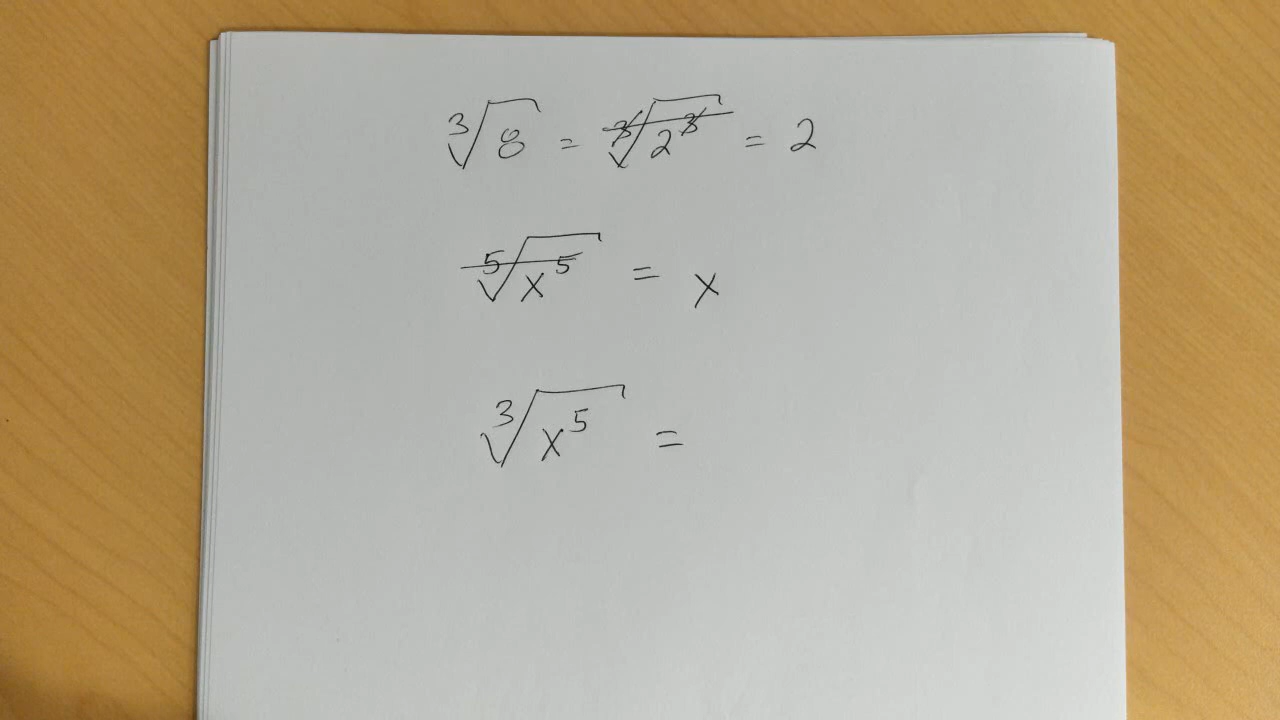 ∛8 = ∛2³ = 2
⁵√x⁵ = x
∛x⁵ =